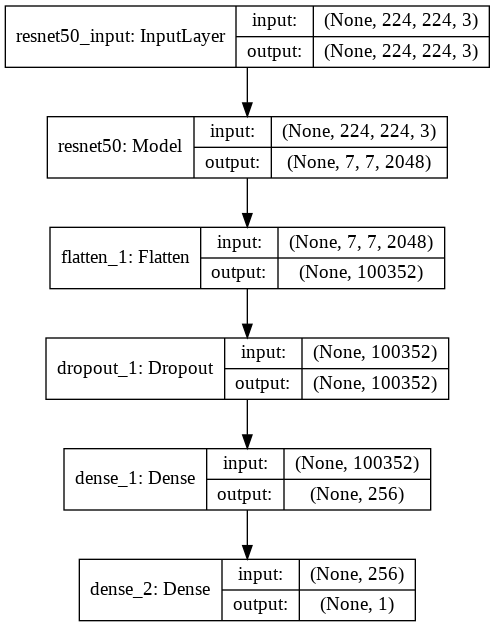 resnet50_input: InputLayer input: (None, 224, 224, 3)
output: (None, 224, 224, 3)
resnet50: Model input: (None, 224, 224, 3)
output: (None, 7, 7, 2048)
flatten_1: Flatten input: (None, 7, 7, 2048)
output: (None, 100352)
dropout_1: Dropout input: (None, 100352)
output: (None, 100352)
dense_1: Dense input: (None, 100352)
output: (None, 256)
dense_2: Dense input: (None, 256)
output: (None, 1)